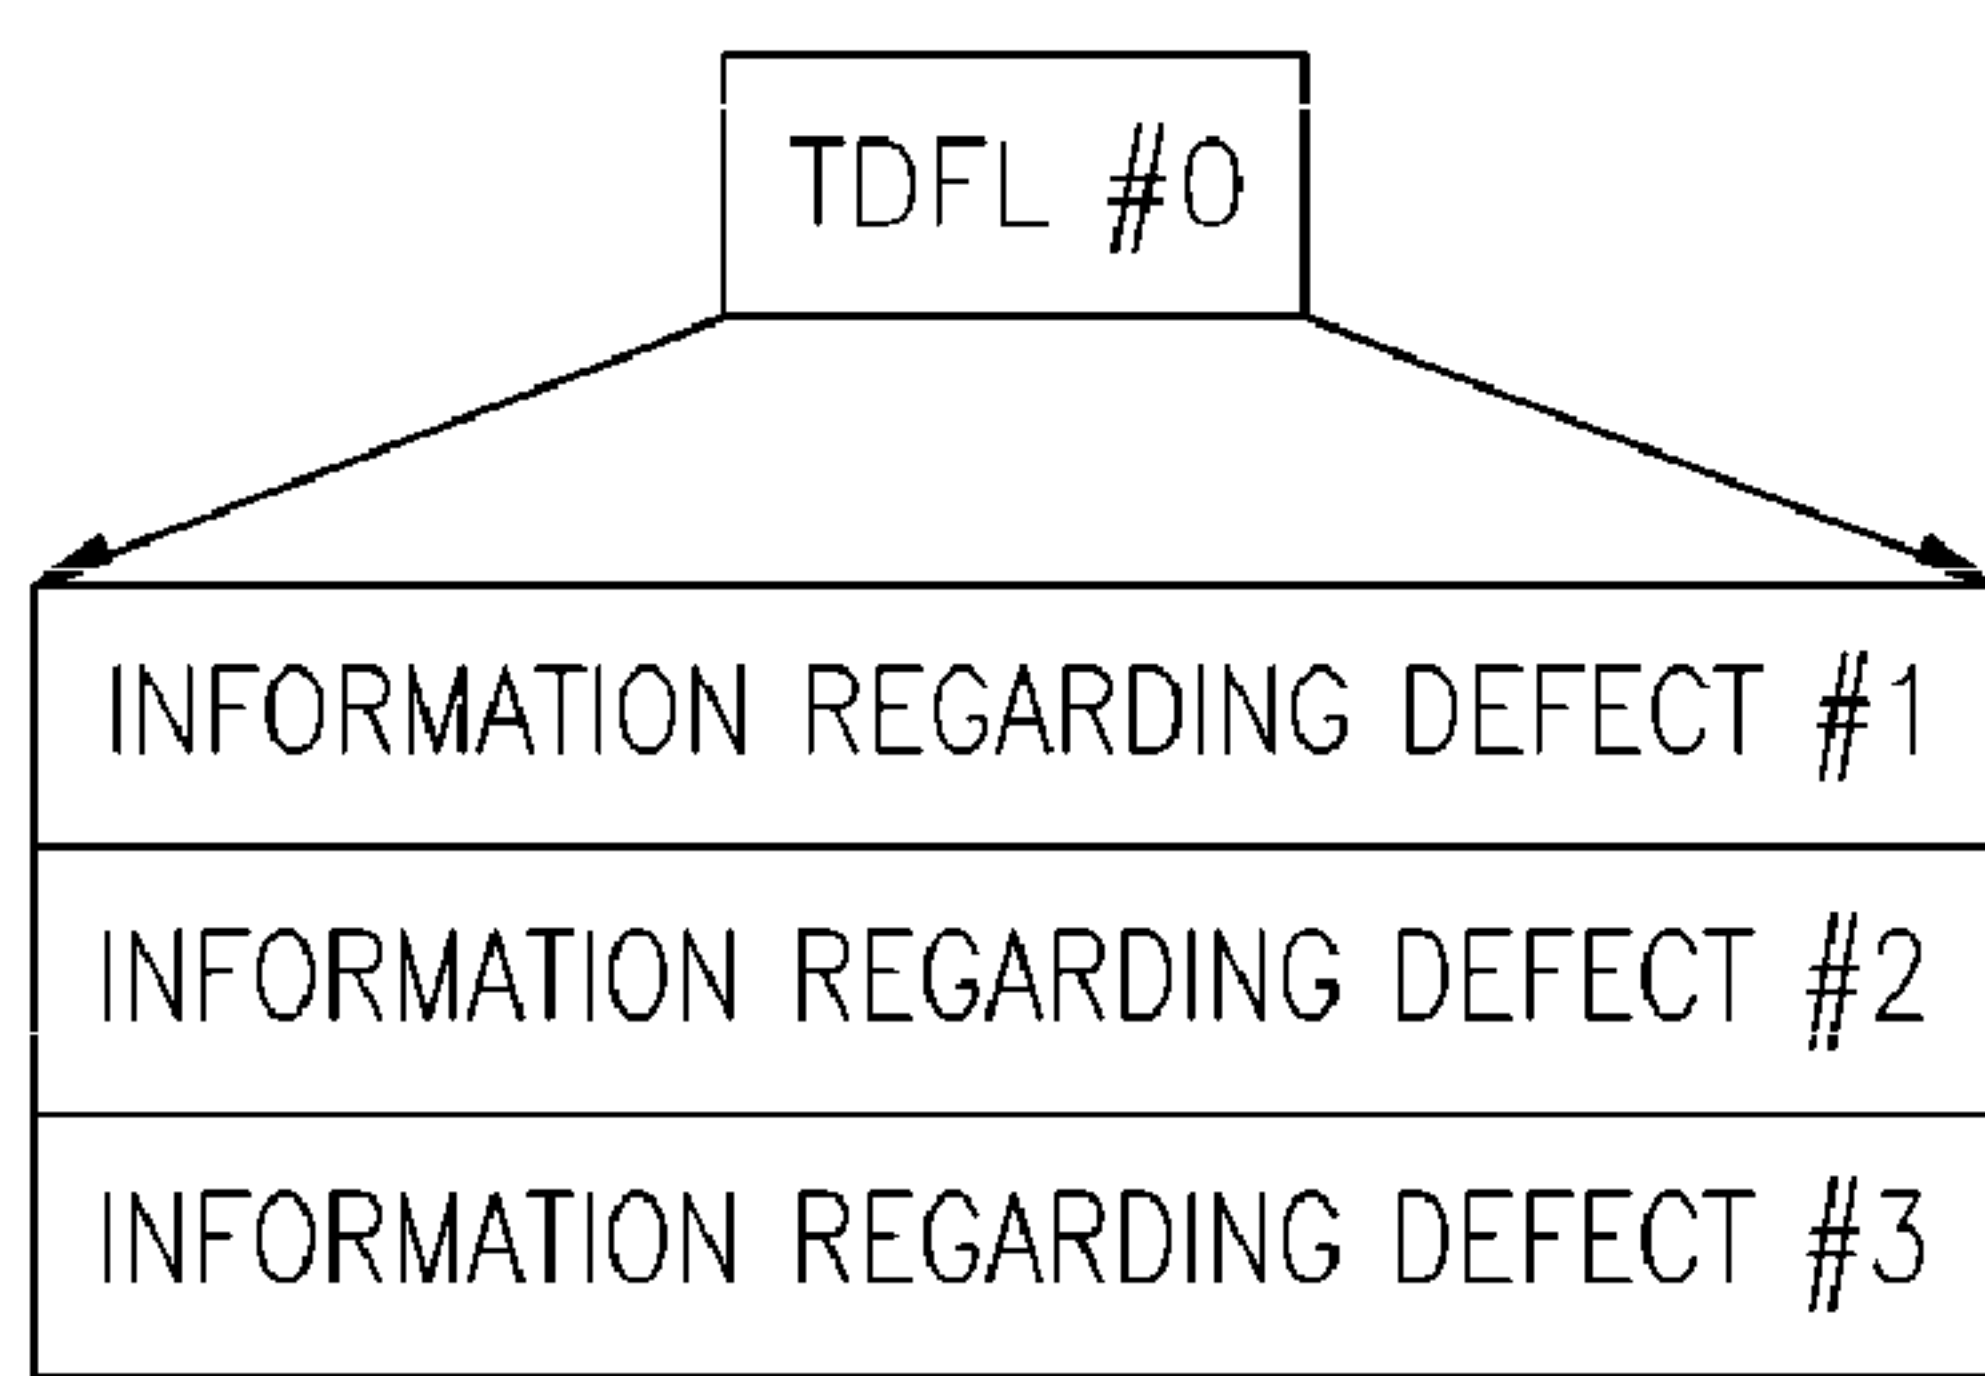 TDFL #0
INFORMATION REGARDING DEFECT #1
INFORMATION REGARDING DEFECT #2
INFORMATION REGARDING DEFECT #3